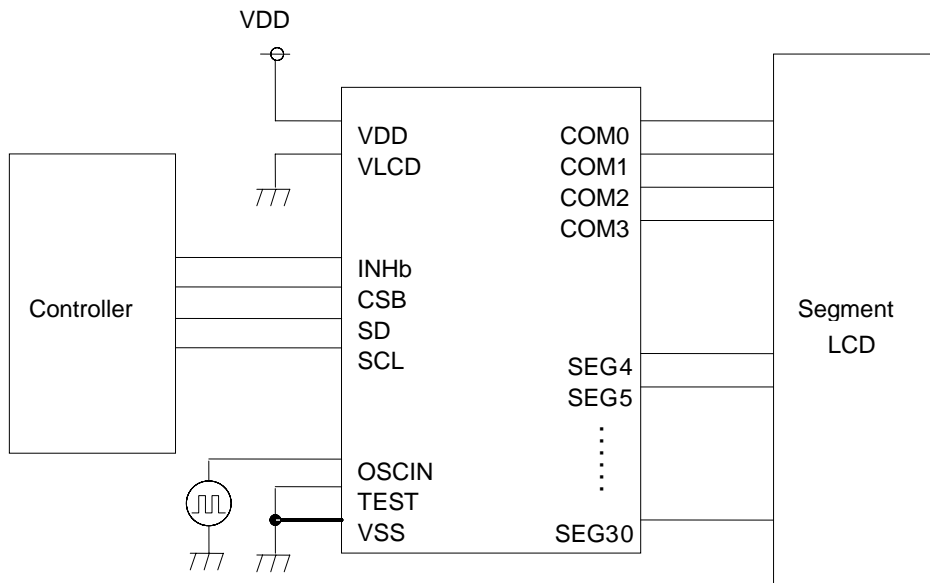 VDD
VDD
VLCD
INHb
CSB
SD
SCL
OSCIN
TEST
VSS
COM0
COM1
COM2
COM3
SEG4
SEG5
SEG30
Controller
Segment
LCD